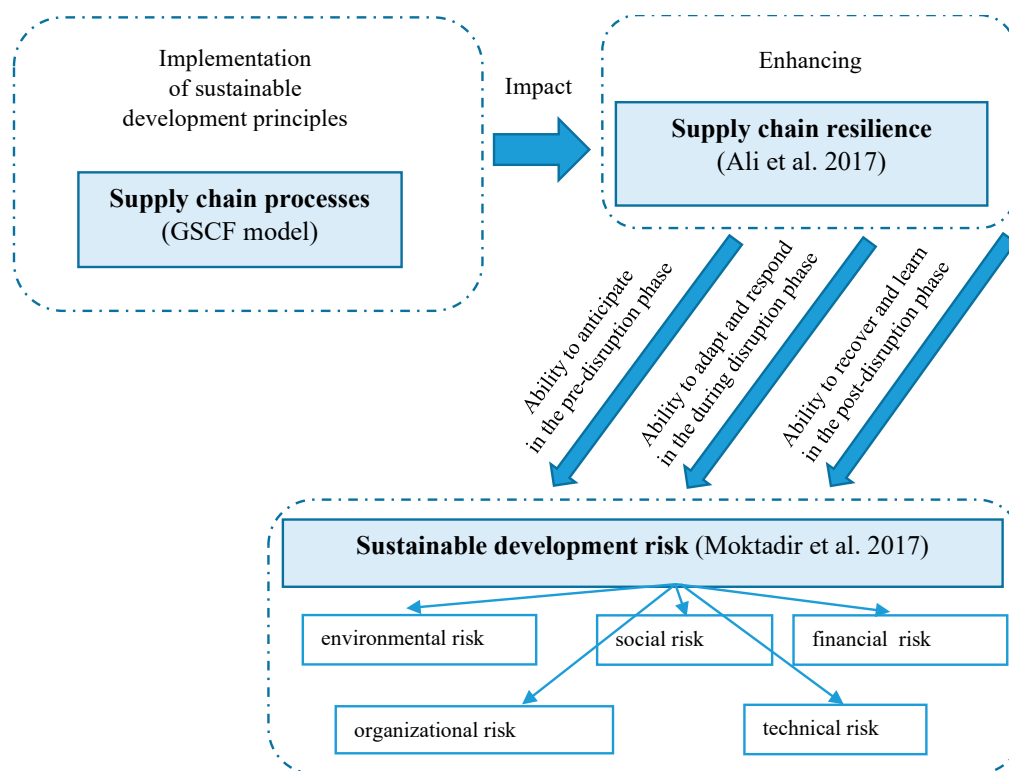 Implementation
of sustainable
development principles
Supply chain processes
(GSCF model)
Impact
Enhancing
Supply chain resilience
(Ali et al. 2017)
Ability to anticipate
in the pre-disruption phase
Ability to adapt and respond
in the during disruption phase
Ability to recover and learn
in the post-disruption phase
Sustainable development risk (Moktadir et al. 2017)
environmental risk
social risk
financial risk
organizational risk
technical risk